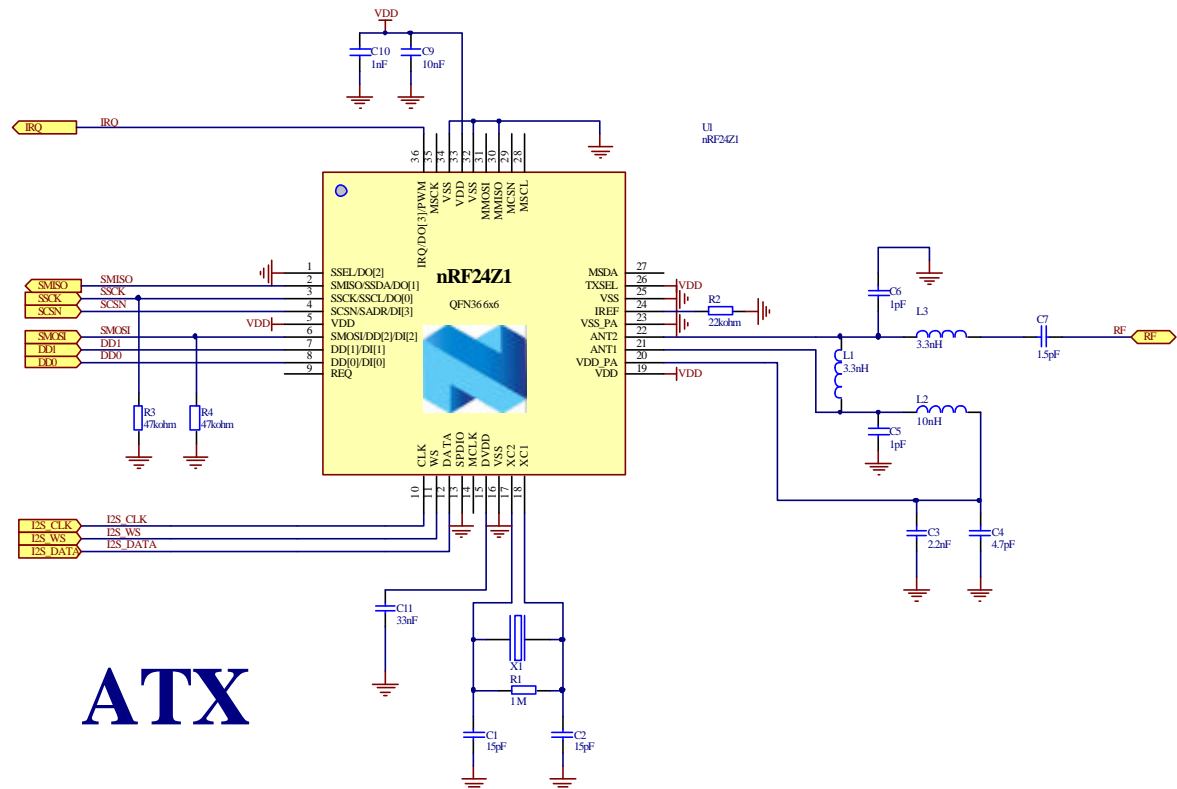 VDD
C10
1nF
C9
10nF
IRQ
IRQ
U1
nRF24Z1
36
35
34
33
32
31
30
29
28
IRQ/DO[3]/PWM
MSCK
VSS
VDD
VSS
MMOSI
MMISO
MCSN
MSCL
nRF24Z1
QFN36 6x6
1
SSEL/DO[2]
SMISO
SMISO
2
SMISO/SSDA/DO[1]
SSCK
SSCK
3
SSCK/SSCL/DO[0]
SCSN
SCSN
4
SCSN/SADR/DI[3]
VDD
5
VDD
SMOSI
SMOSI
6
SMOSI/DD[2]/DI[2]
DD1
DD1
7
DD[1]/DI[1]
DD0
DD0
8
DD[0]/DI[0]
9
REQ
MSDA
27
TXSEL
26
VDD
VSS
25
IREF
24
R2
22kohm
VSS_PA
23
ANT2
22
ANT1
21
VDD_PA
20
VDD
19
VDD
C6
1pF
L3
3.3nH
C7
1.5pF
RF
RF
L1
3.3nH
L2
10nH
C5
1pF
R3
47kohm
R4
47kohm
CLK
WS
DATA
SPDIO
MCLK
DVDD
VSS
XC2
XC1
10
11
12
13
14
15
16
17
18
I2S_CLK
I2S_CLK
I2S_WS
I2S_WS
I2S_DATA
I2S_DATA
C3
2.2nF
C4
4.7pF
C11
33nF
X1
R1
1M
C1
15pF
C2
15pF
ATX